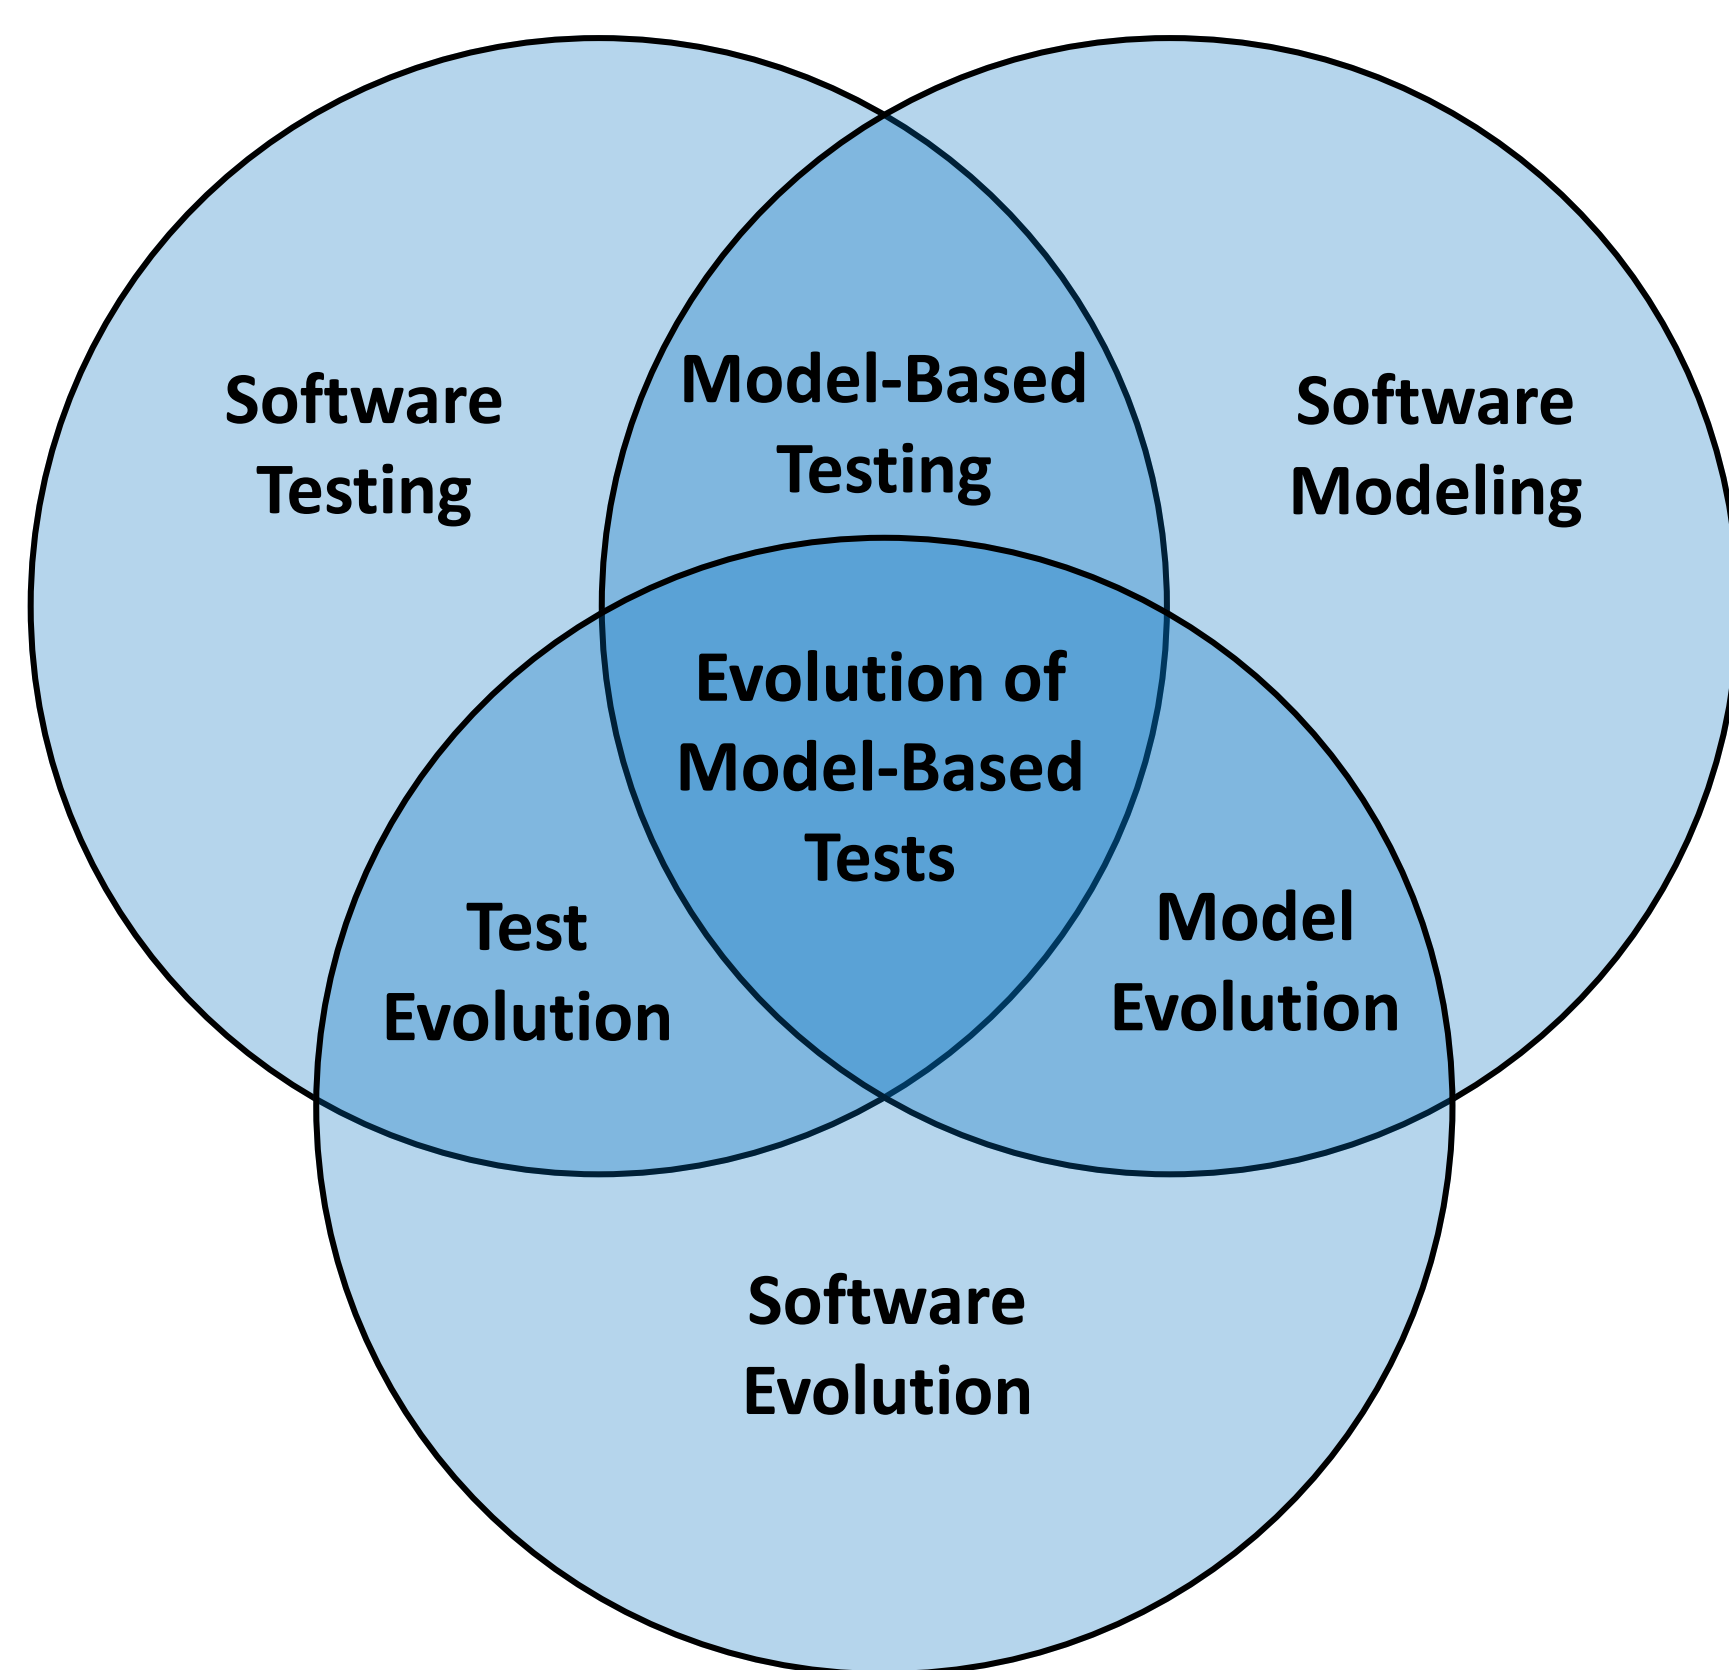 Software
Testing
Model-Based
Testing
Software
Modeling
Evolution of
Model-Based
Tests
Test
Evolution
Model
Evolution
Software
Evolution